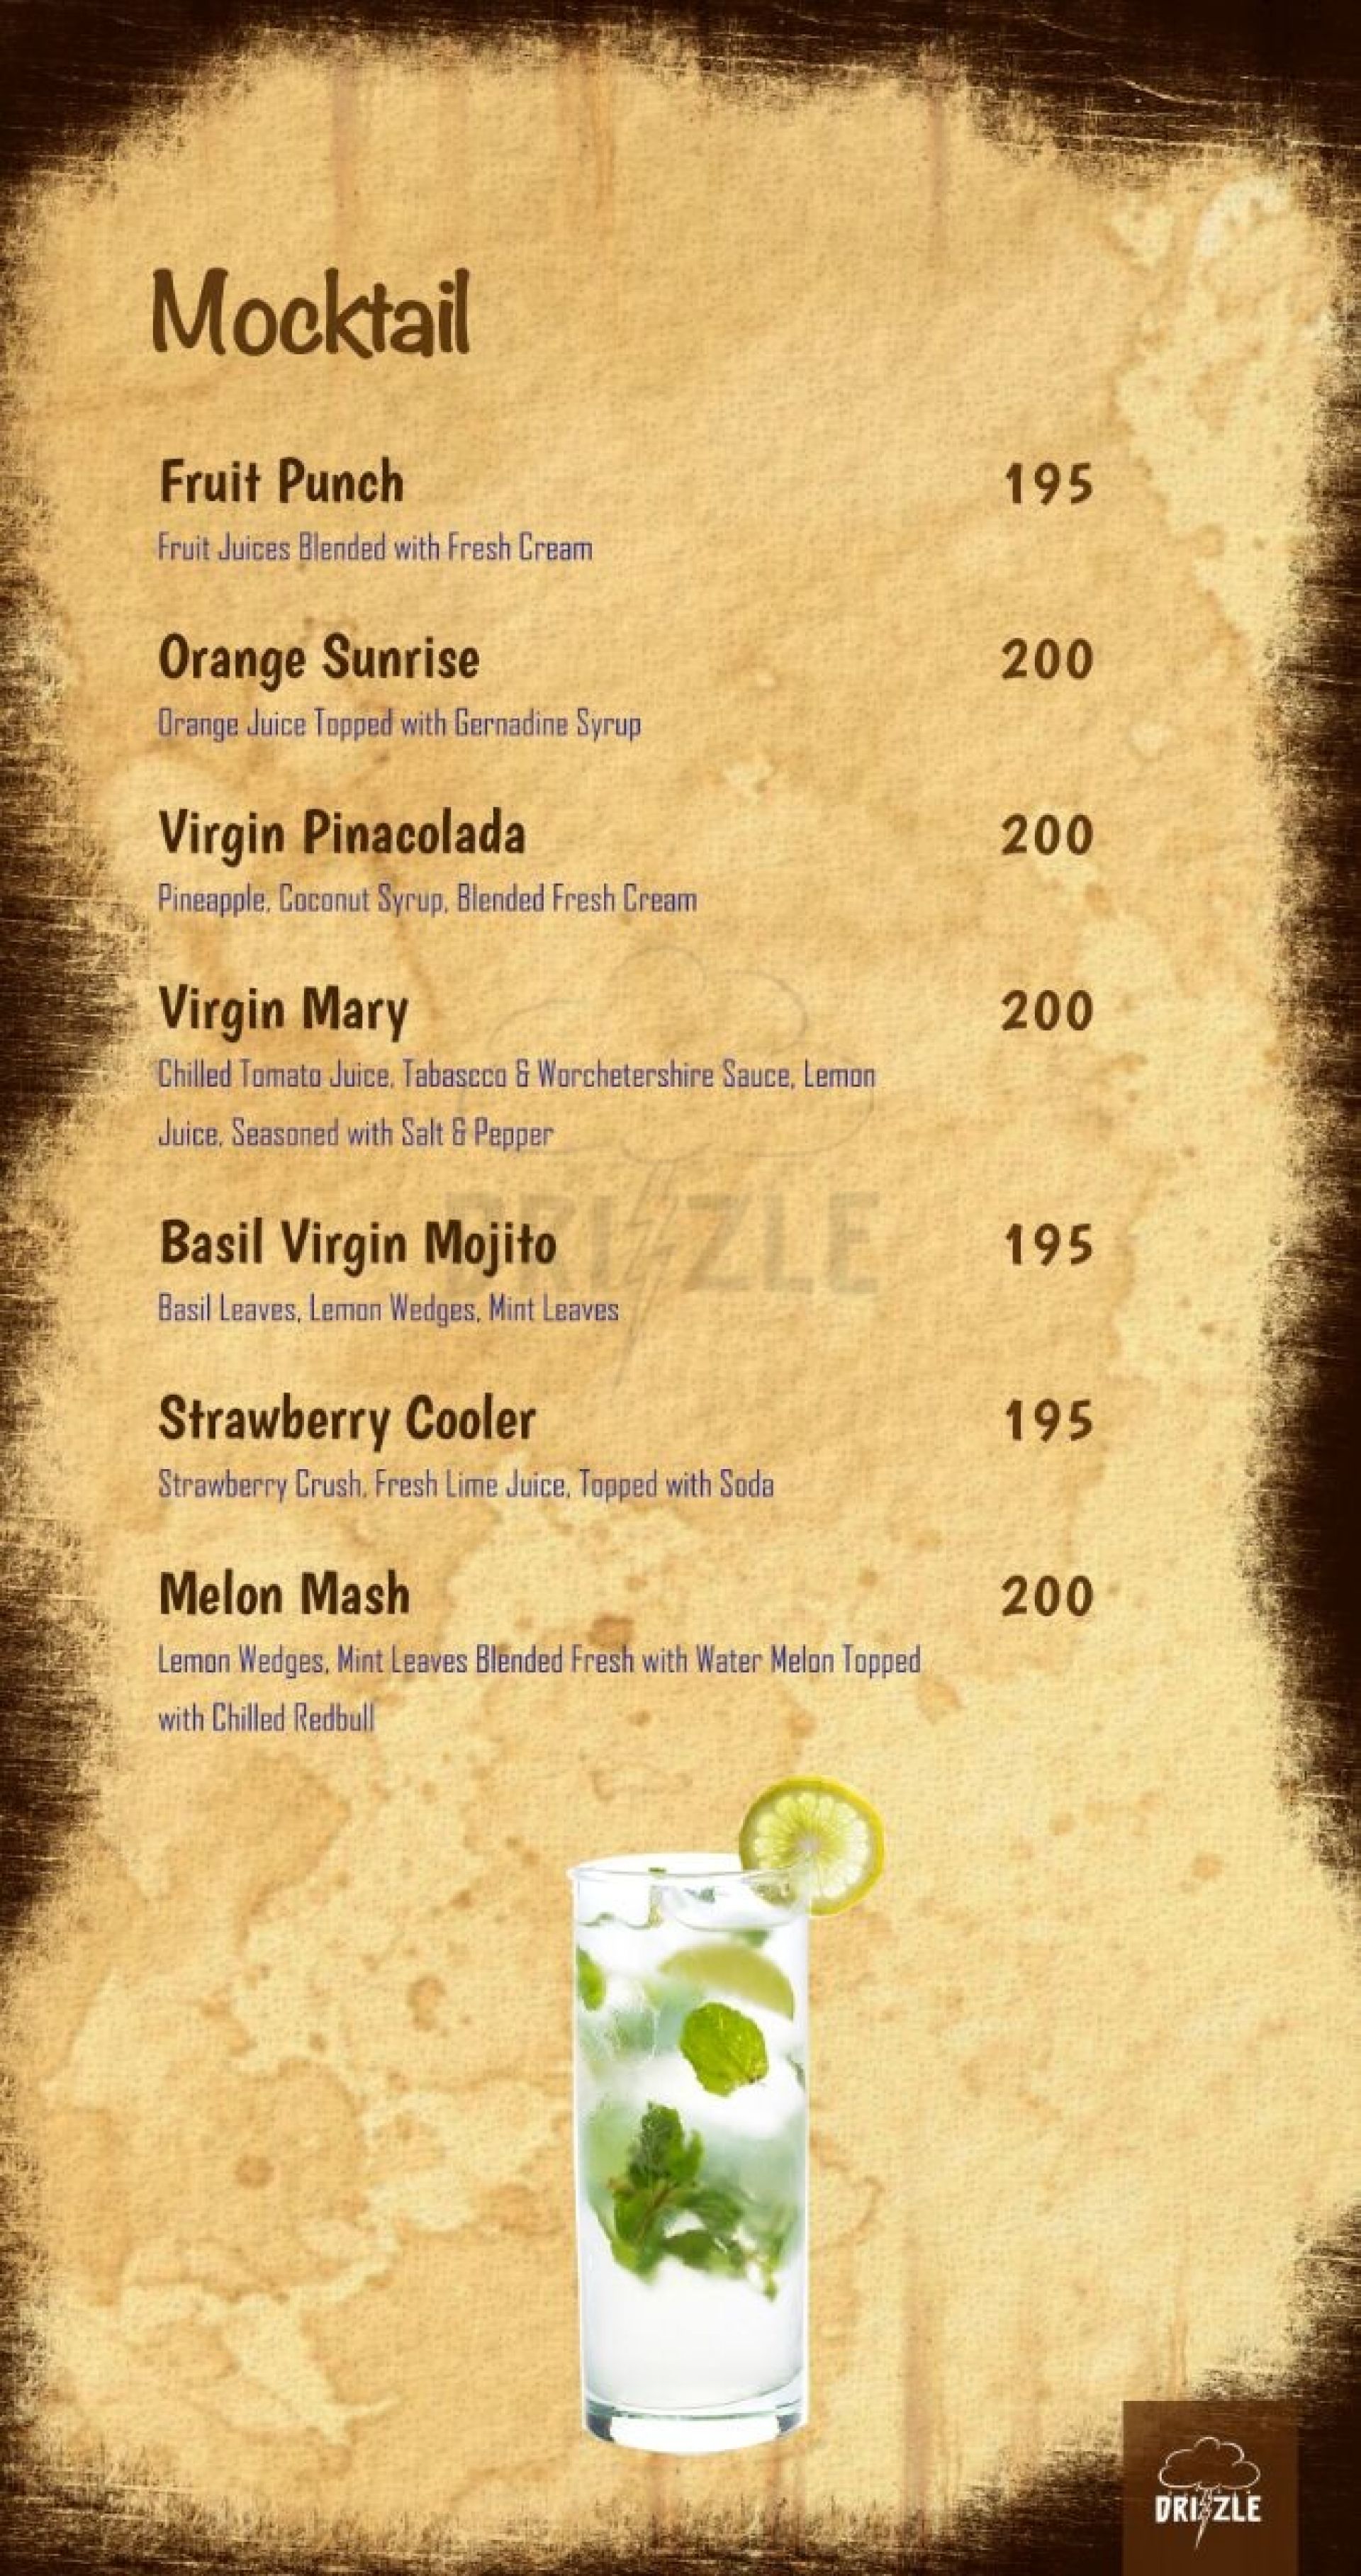 Mocktail
Fruit Punch 195
Fruit Juices Blended with Fresh Cream
Orange Sunrise 200
Orange Juice Topped with Gernadine Syrup
Virgin Pinacolada 200
Pineapple, Coconut Syrup, Blended Fresh Cream
Virgin Mary 200
Chilled Tomato Juice, Tabascco & Worchetershire Sauce, Lemon
Juice, Seasoned with Salt & Pepper
DRIZZLE
Basil Virgin Mojito 195
Basil Leaves, Lemon Wedges, Mint Leaves
Strawberry Cooler 195
Strawberry Crush, Fresh Lime Juice, Topped with Soda
Melon Mash 200
Lemon Wedges, Mint Leaves Blended Fresh with Water Melon Topped
with Chilled Redbull
DRIZZLE